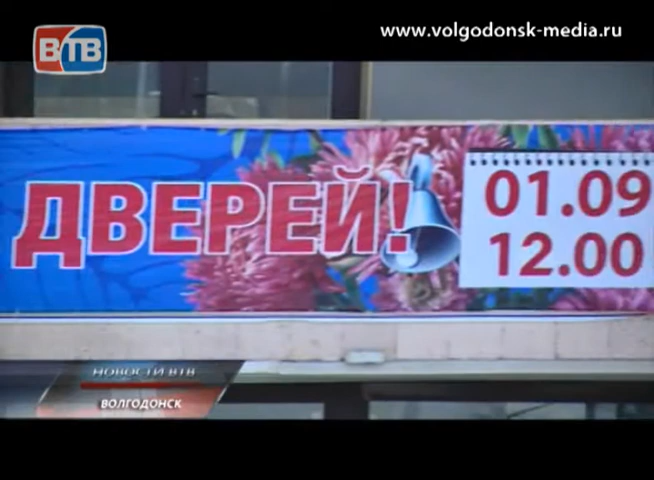 ВТВ
www.volgodonsk-media.ru
ДВЕРЕЙ!
01.09
12.00
НОВОСТИ ВТВ
ВОЛГОДОНСК